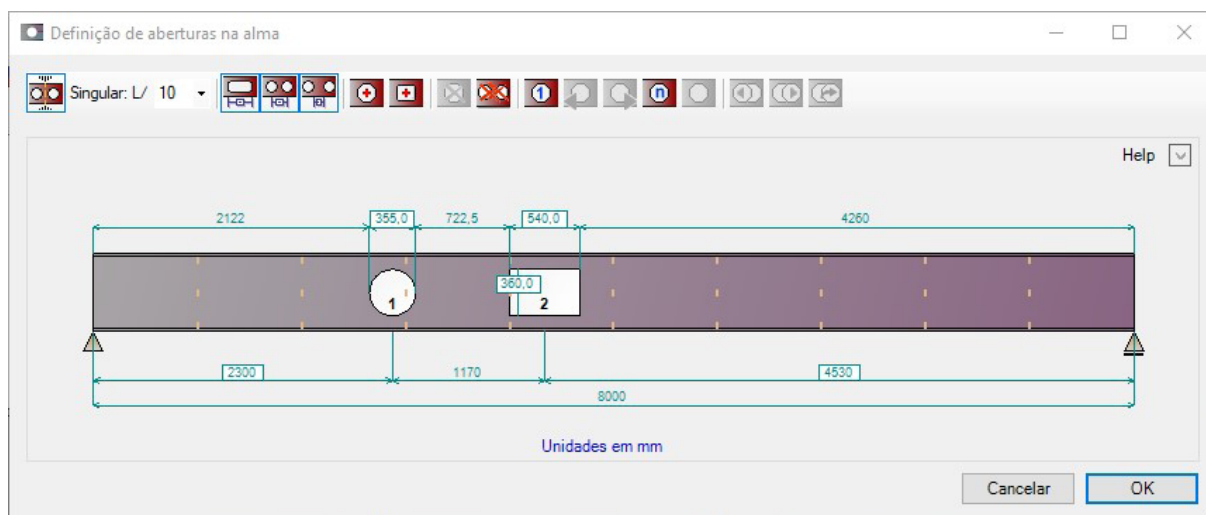 Definição de aberturas na alma
Singular: L/ 10
1 n
Help
2122 355,0 722,5 540,0 4260
360,0
1 2
2300 1170 4530
8000
Unidades em mm
Cancelar OK